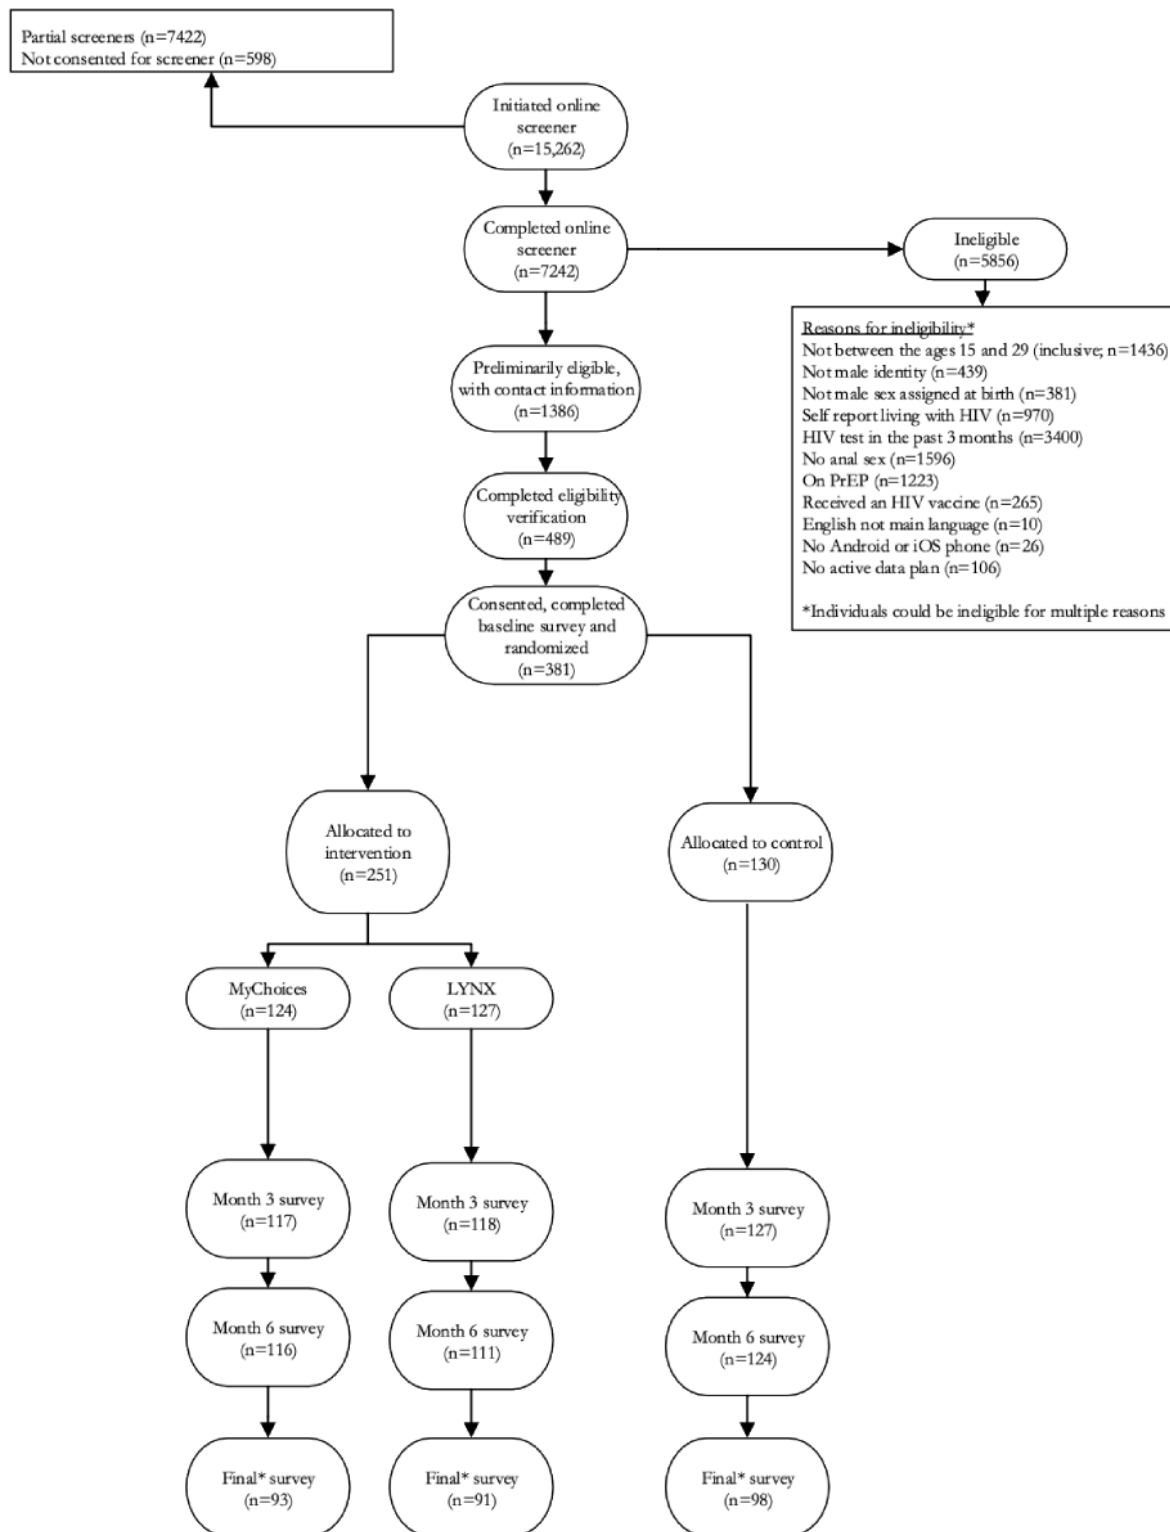 Partial screeners (n=7422)
Not consented for screener (n=598)
Initiated online
screener
(n=15,262)
Completed online
screener
(n=7242)
Ineligible
(n=5856)
Reasons for ineligibility*
Not between the ages 15 and 29 (inclusive; n=1436)
Not male identity (n=439)
Not male sex assigned at birth (n=381)
Self report living with HIV (n=970)
HIV test in the past 3 months (n=3400)
No anal sex (n=1596)
On PrEP (n=1223)
Received an HIV vaccine (n=265)
English not main language (n=10)
No Android or iOS phone (n=26)
No active data plan (n=106)
*Individuals could be ineligible for multiple reasons
Preliminarily eligible,
with contact information
(n=1386)
Completed eligibility
verification
(n=489)
Consented, completed
baseline survey and
randomized
(n=381)
Allocated to
intervention
(n=251)
Allocated to control
(n=130)
MyChoices
(n=124)
LYNX
(n=127)
Month 3 survey
(n=117)
Month 3 survey
(n=118)
Month 3 survey
(n=127)
Month 6 survey
(n=116)
Month 6 survey
(n=111)
Month 6 survey
(n=124)
Final* survey
(n=93)
Final* survey
(n=91)
Final* survey
(n=98)